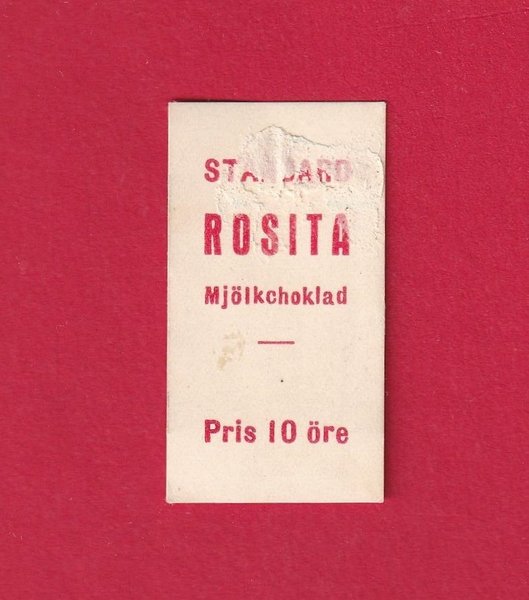 STANDARD
ROSITA
Mjölkchoklad
Pris 10 öre